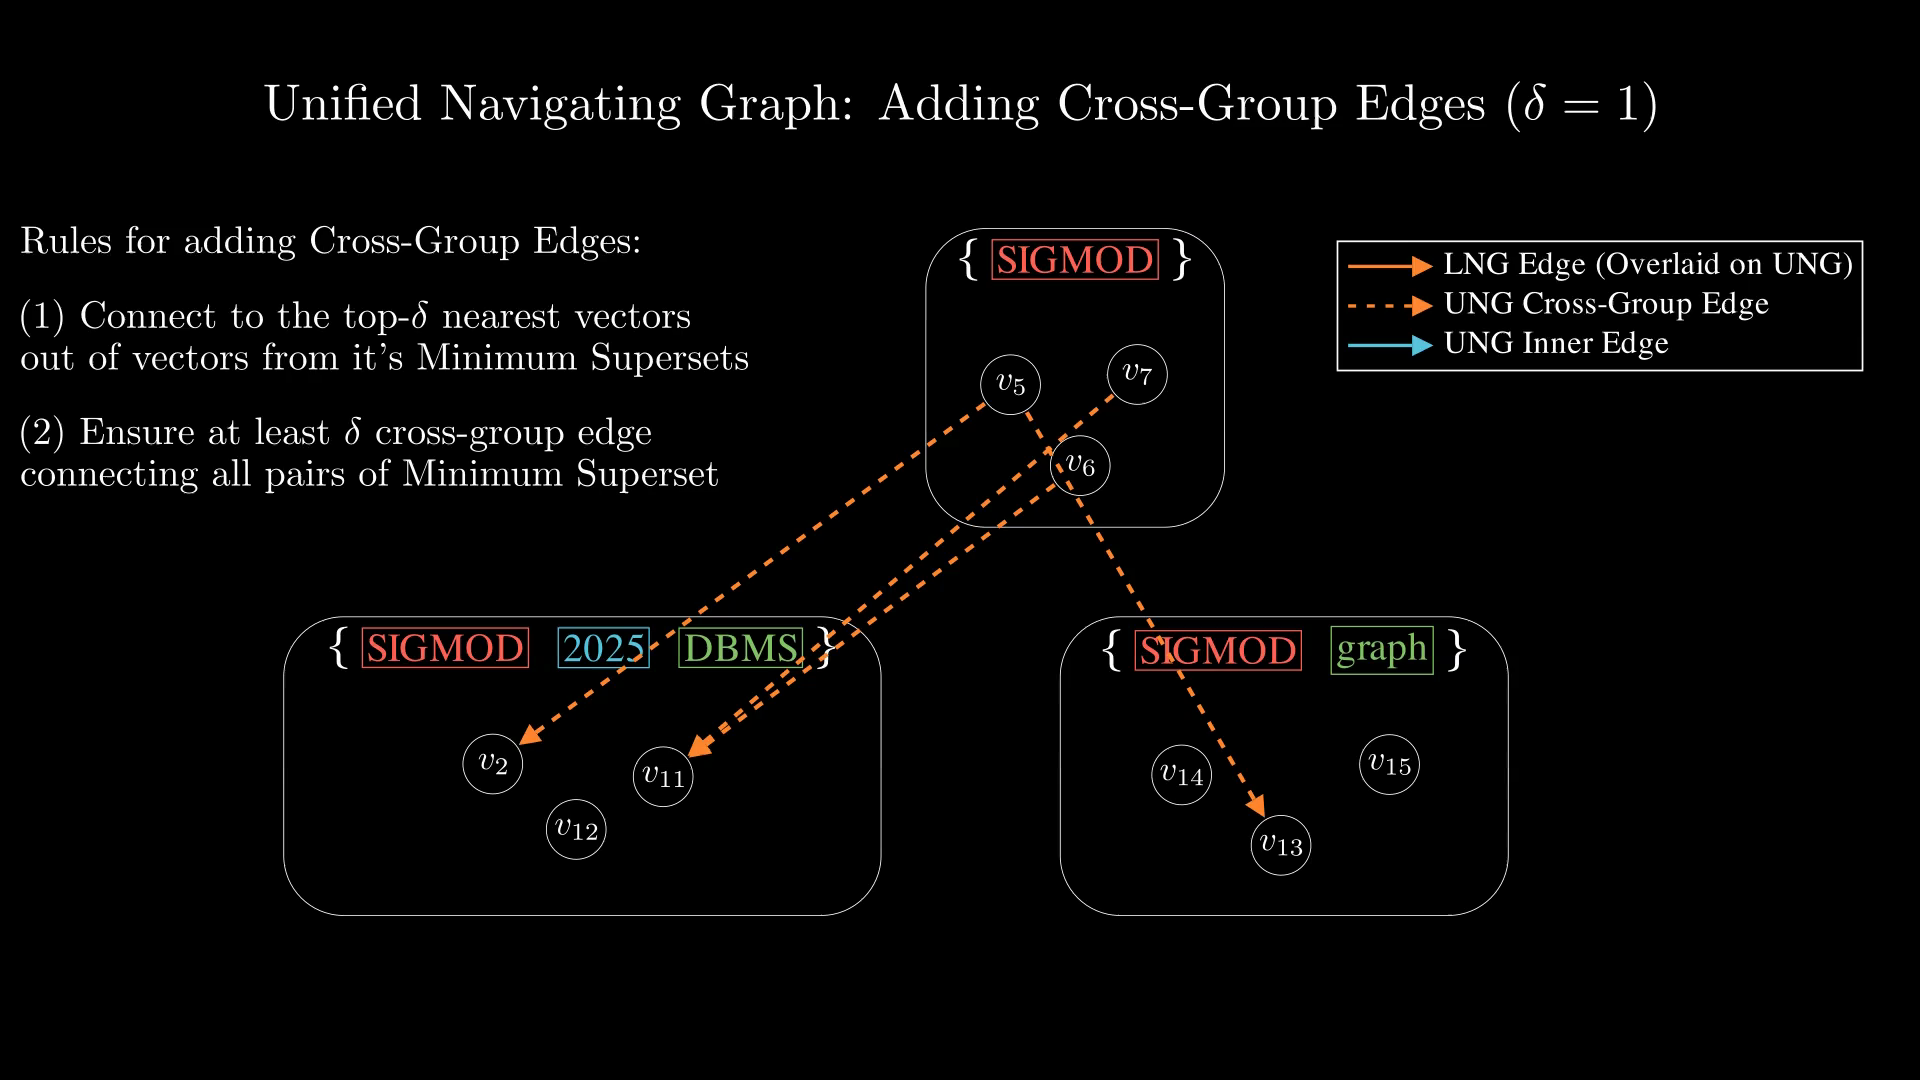 Unified Navigating Graph: Adding Cross-Group Edges (δ = 1)
Rules for adding Cross-Group Edges:
(1) Connect to the top-δ nearest vectors
out of vectors from it's Minimum Supersets
(2) Ensure at least δ cross-group edge
connecting all pairs of Minimum Superset
{ SIGMOD }
v5
v7
v6
LNG Edge (Overlaid on UNG)
UNG Cross-Group Edge
UNG Inner Edge
{ SIGMOD 2025 DBMS }
v2
v11
v12
{ SIGMOD graph }
v14
v15
v13